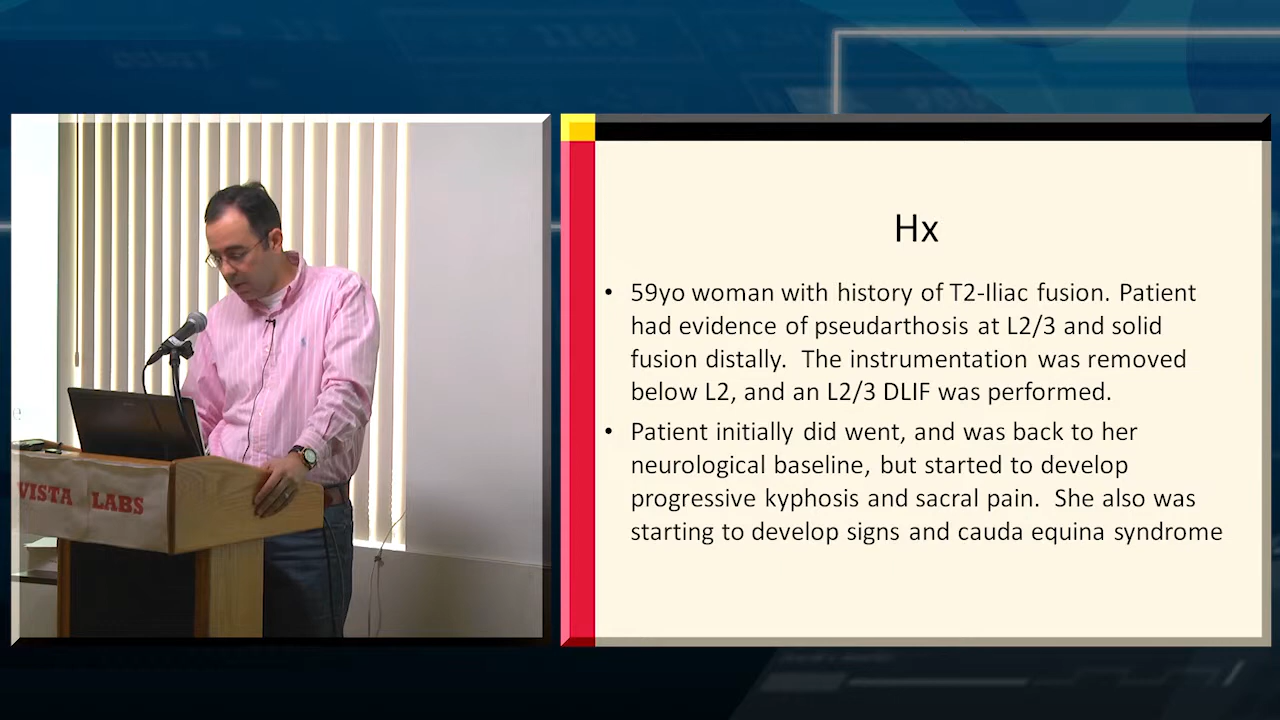 VISTA LABS
Hx
• 59yo woman with history of T2-Iliac fusion. Patient
had evidence of pseudarthosis at L2/3 and solid
fusion distally. The instrumentation was removed
below L2, and an L2/3 DLIF was performed.
• Patient initially did went, and was back to her
neurological baseline, but started to develop
progressive kyphosis and sacral pain. She also was
starting to develop signs and cauda equina syndrome